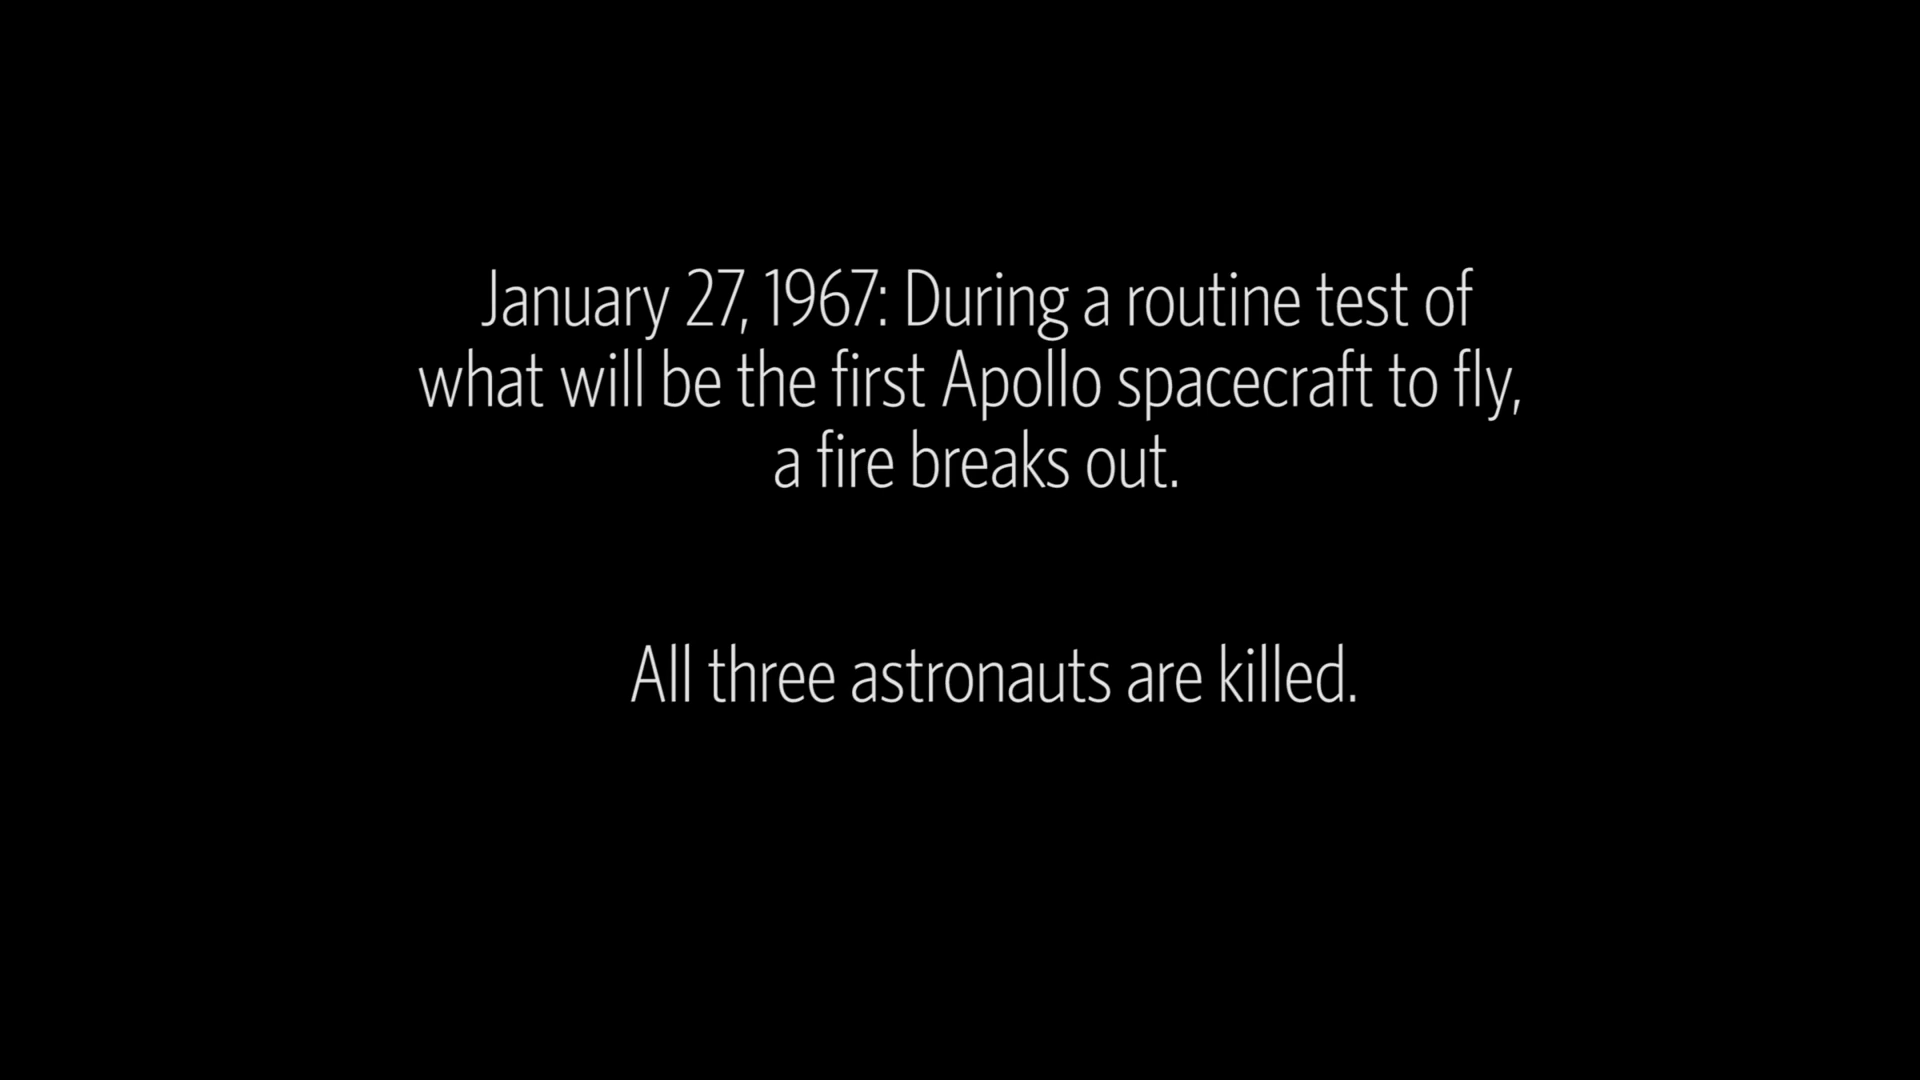 January 27, 1967: During a routine test of
what will be the first Apollo spacecraft to fly,
a fire breaks out.
All three astronauts are killed.